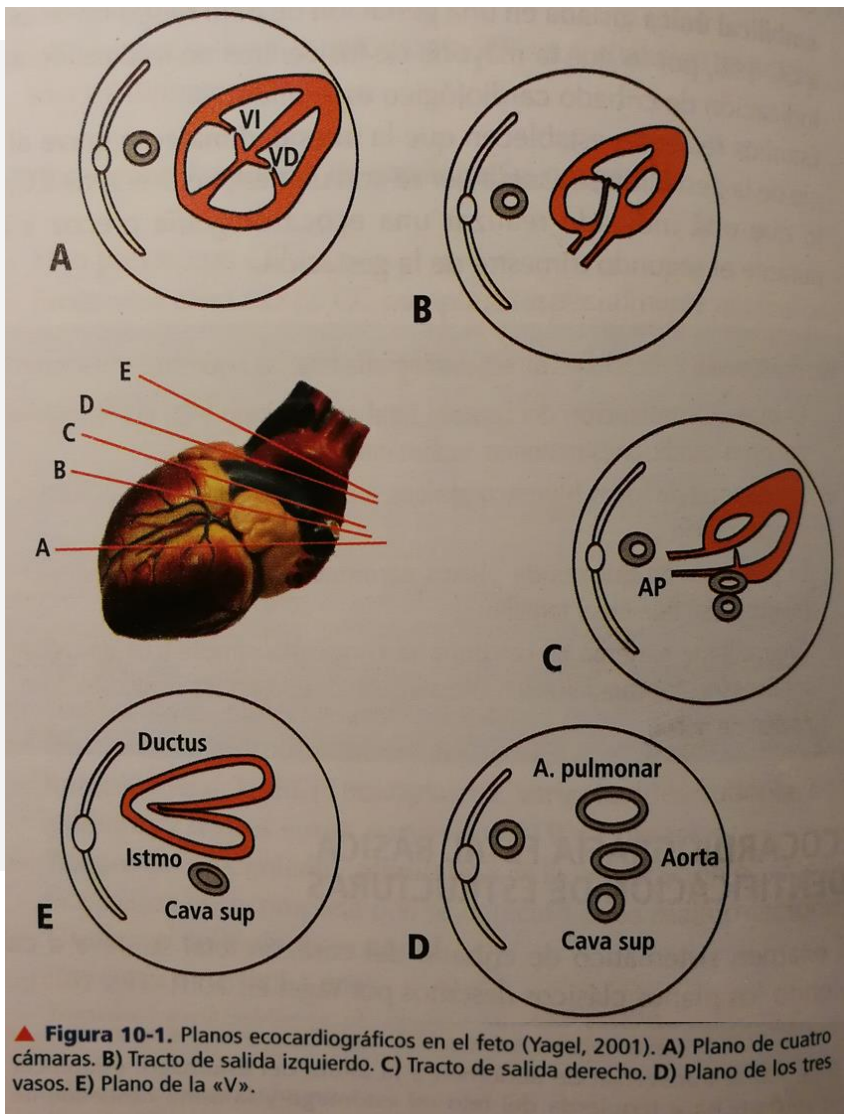 VI
VD
A
B
E
D
C
B
A
AP
C
Ductus
Istmo
Cava sup
E
A. pulmonar
Aorta
Cava sup
D
▲ Figura 10-1. Planos ecocardiográficos en el feto (Yagel, 2001). A) Plano de cuatro
cámaras. B) Tracto de salida izquierdo. C) Tracto de salida derecho. D) Plano de los tres
vasos. E) Plano de la «V».